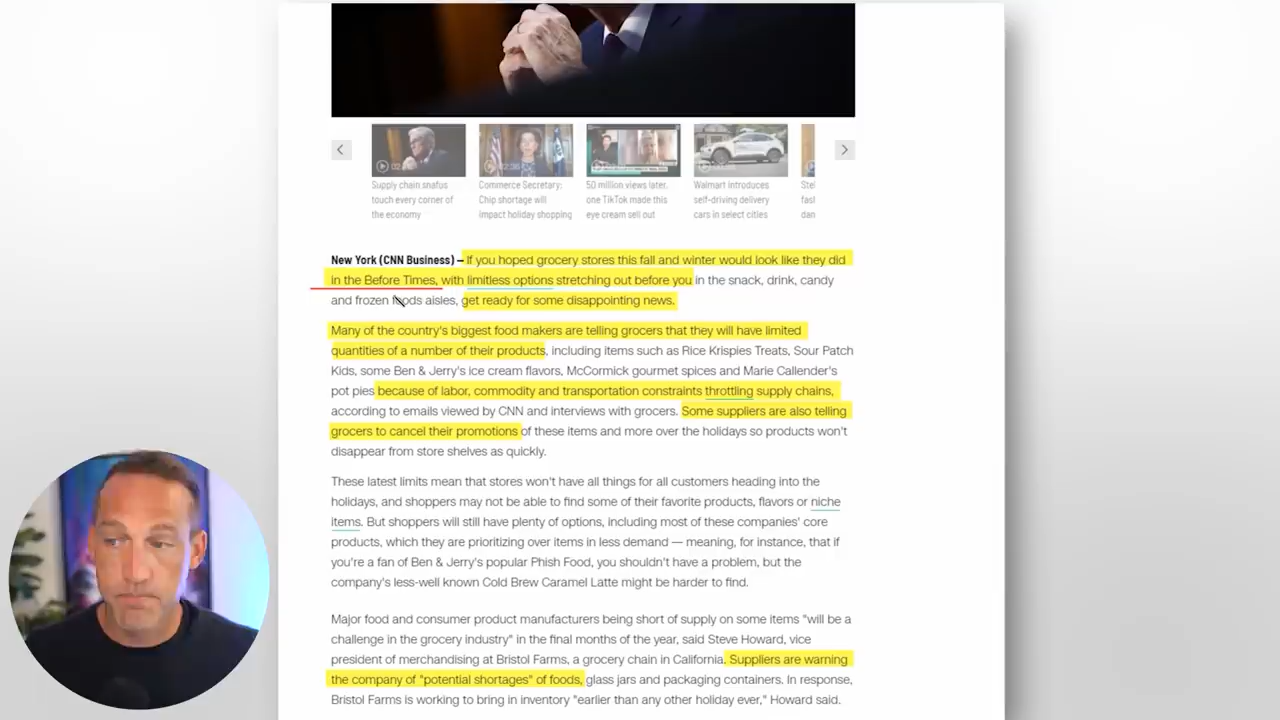 Supply chain snafus
touch every corner of
the economy
Commerce Secretary:
Chip shortage will
impact holiday shopping
50 million views later,
one TikTok made this
eye cream sell out
Walmart introduces
self-driving delivery
cars in select cities
New York (CNN Business) — If you hoped grocery stores this fall and winter would look like they did
in the Before Times, with limitless options stretching out before you in the snack, drink, candy
and frozen foods aisles, get ready for some disappointing news.
Many of the country's biggest food makers are telling grocers that they will have limited
quantities of a number of their products, including items such as Rice Krispies Treats, Sour Patch
Kids, some Ben & Jerry's ice cream flavors, McCormick gourmet spices and Marie Callender's
pot pies because of labor, commodity and transportation constraints throttling supply chains,
according to emails viewed by CNN and interviews with grocers. Some suppliers are also telling
grocers to cancel their promotions of these items and more over the holidays so products won't
disappear from store shelves as quickly.
These latest limits mean that stores won't have all things for all customers heading into the
holidays, and shoppers may not be able to find some of their favorite products, flavors or niche
items. But shoppers will still have plenty of options, including most of these companies' core
products, which they are prioritizing over items in less demand — meaning, for instance, that if
you're a fan of Ben & Jerry's popular Phish Food, you shouldn't have a problem, but the
company's less-well known Cold Brew Caramel Latte might be harder to find.
Major food and consumer product manufacturers being short of supply on some items "will be a
challenge in the grocery industry" in the final months of the year, said Steve Howard, vice
president of merchandising at Bristol Farms, a grocery chain in California. Suppliers are warning
the company of "potential shortages" of foods, glass jars and packaging containers. In response,
Bristol Farms is working to bring in inventory "earlier than any other holiday ever," Howard said.